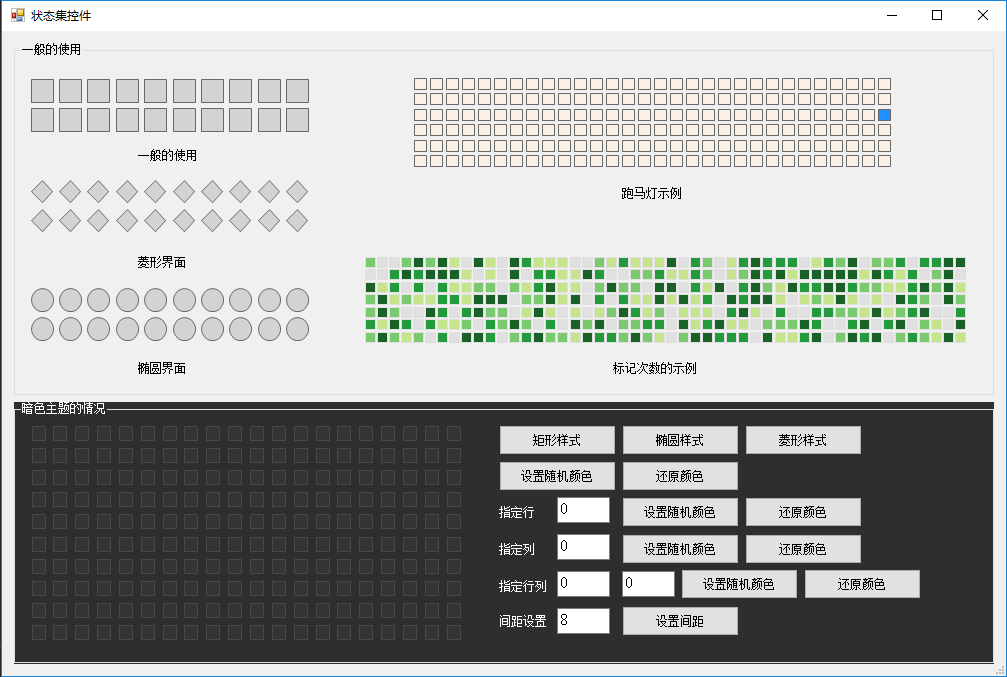 状态集控件
一般的使用
一般的使用
跑马灯示例
菱形界面
椭圆界面
标记次数的示例
暗色主题的情况
矩形样式 椭圆样式 菱形样式
设置随机颜色 还原颜色
指定行 0 设置随机颜色 还原颜色
指定列 0 设置随机颜色 还原颜色
指定行列 0 0 设置随机颜色 还原颜色
间距设置 8 设置间距